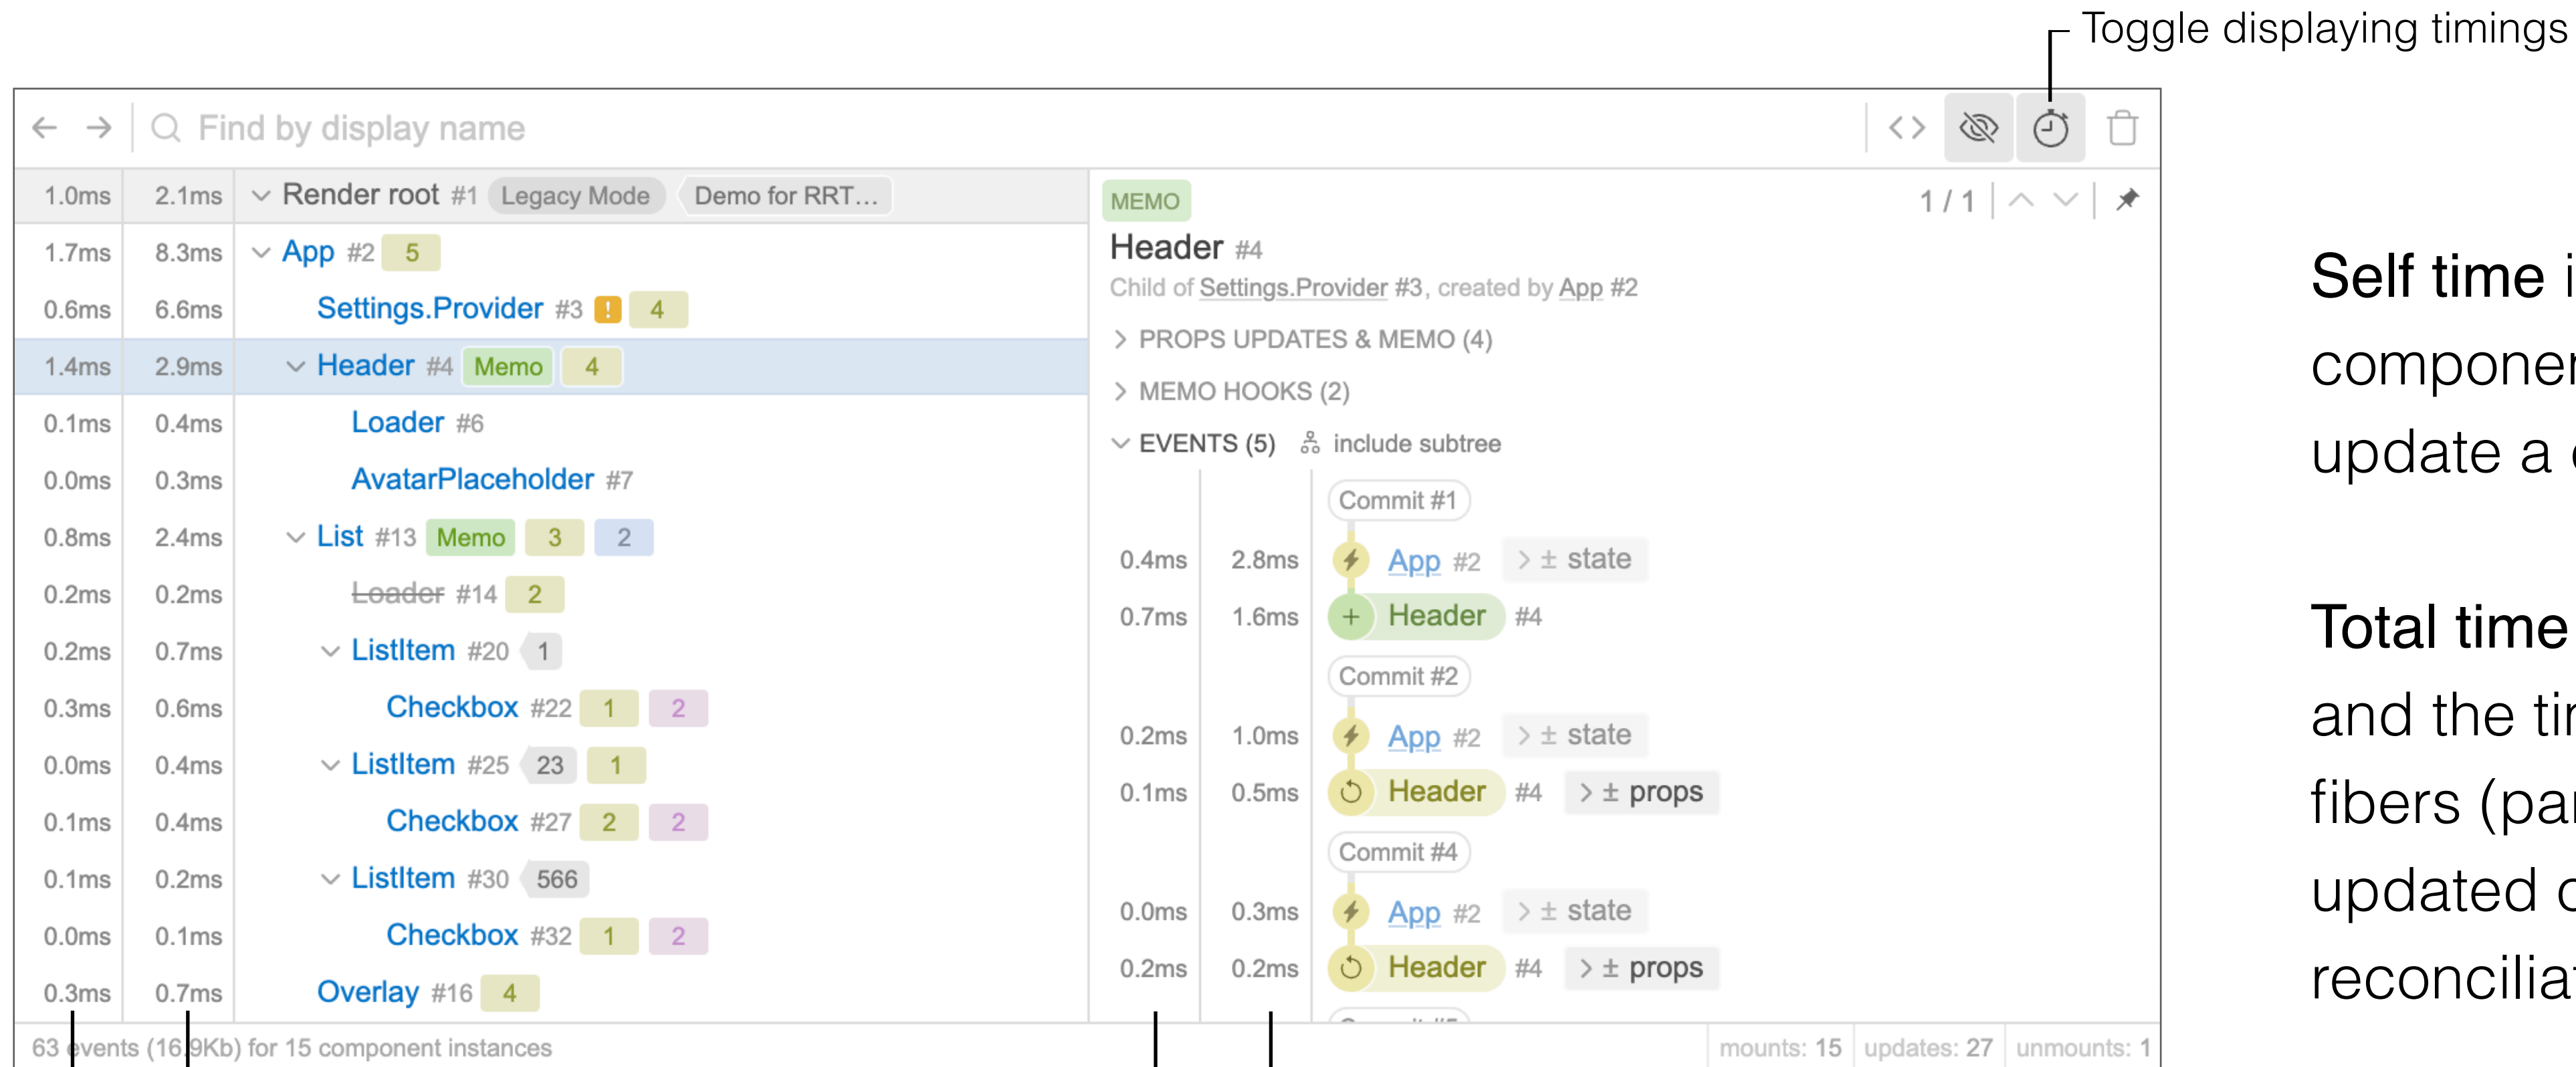 Toggle displaying timings
Find by display name
1.0ms 2.1ms Render root #1 Legacy Mode Demo for RRT…
1.7ms 8.3ms App #2 5
0.6ms 6.6ms Settings.Provider #3 ! 4
1.4ms 2.9ms Header #4 Memo 4
0.1ms 0.4ms Loader #6
0.0ms 0.3ms AvatarPlaceholder #7
0.8ms 2.4ms List #13 Memo 3 2
0.2ms 0.2ms Loader #14 2
0.2ms 0.7ms ListItem #20 1
0.3ms 0.6ms Checkbox #22 1 2
0.0ms 0.4ms ListItem #25 23 1
0.1ms 0.4ms Checkbox #27 2 2
0.1ms 0.2ms ListItem #30 566
0.0ms 0.1ms Checkbox #32 1 2
0.3ms 0.7ms Overlay #16 4
MEMO 1 / 1
Header #4
Child of Settings.Provider #3, created by App #2
PROPS UPDATES & MEMO (4)
MEMO HOOKS (2)
EVENTS (5) include subtree
Commit #1
0.4ms 2.8ms App #2 ± state
0.7ms 1.6ms + Header #4
Commit #2
0.2ms 1.0ms App #2 ± state
0.1ms 0.5ms Header #4 ± props
Commit #4
0.0ms 0.3ms App #2 ± state
0.2ms 0.2ms Header #4 ± props
63 events (16.9Kb) for 15 component instances
mounts: 15 updates: 27 unmounts: 1
Self time
update a
Total time
and the
fibers
updated